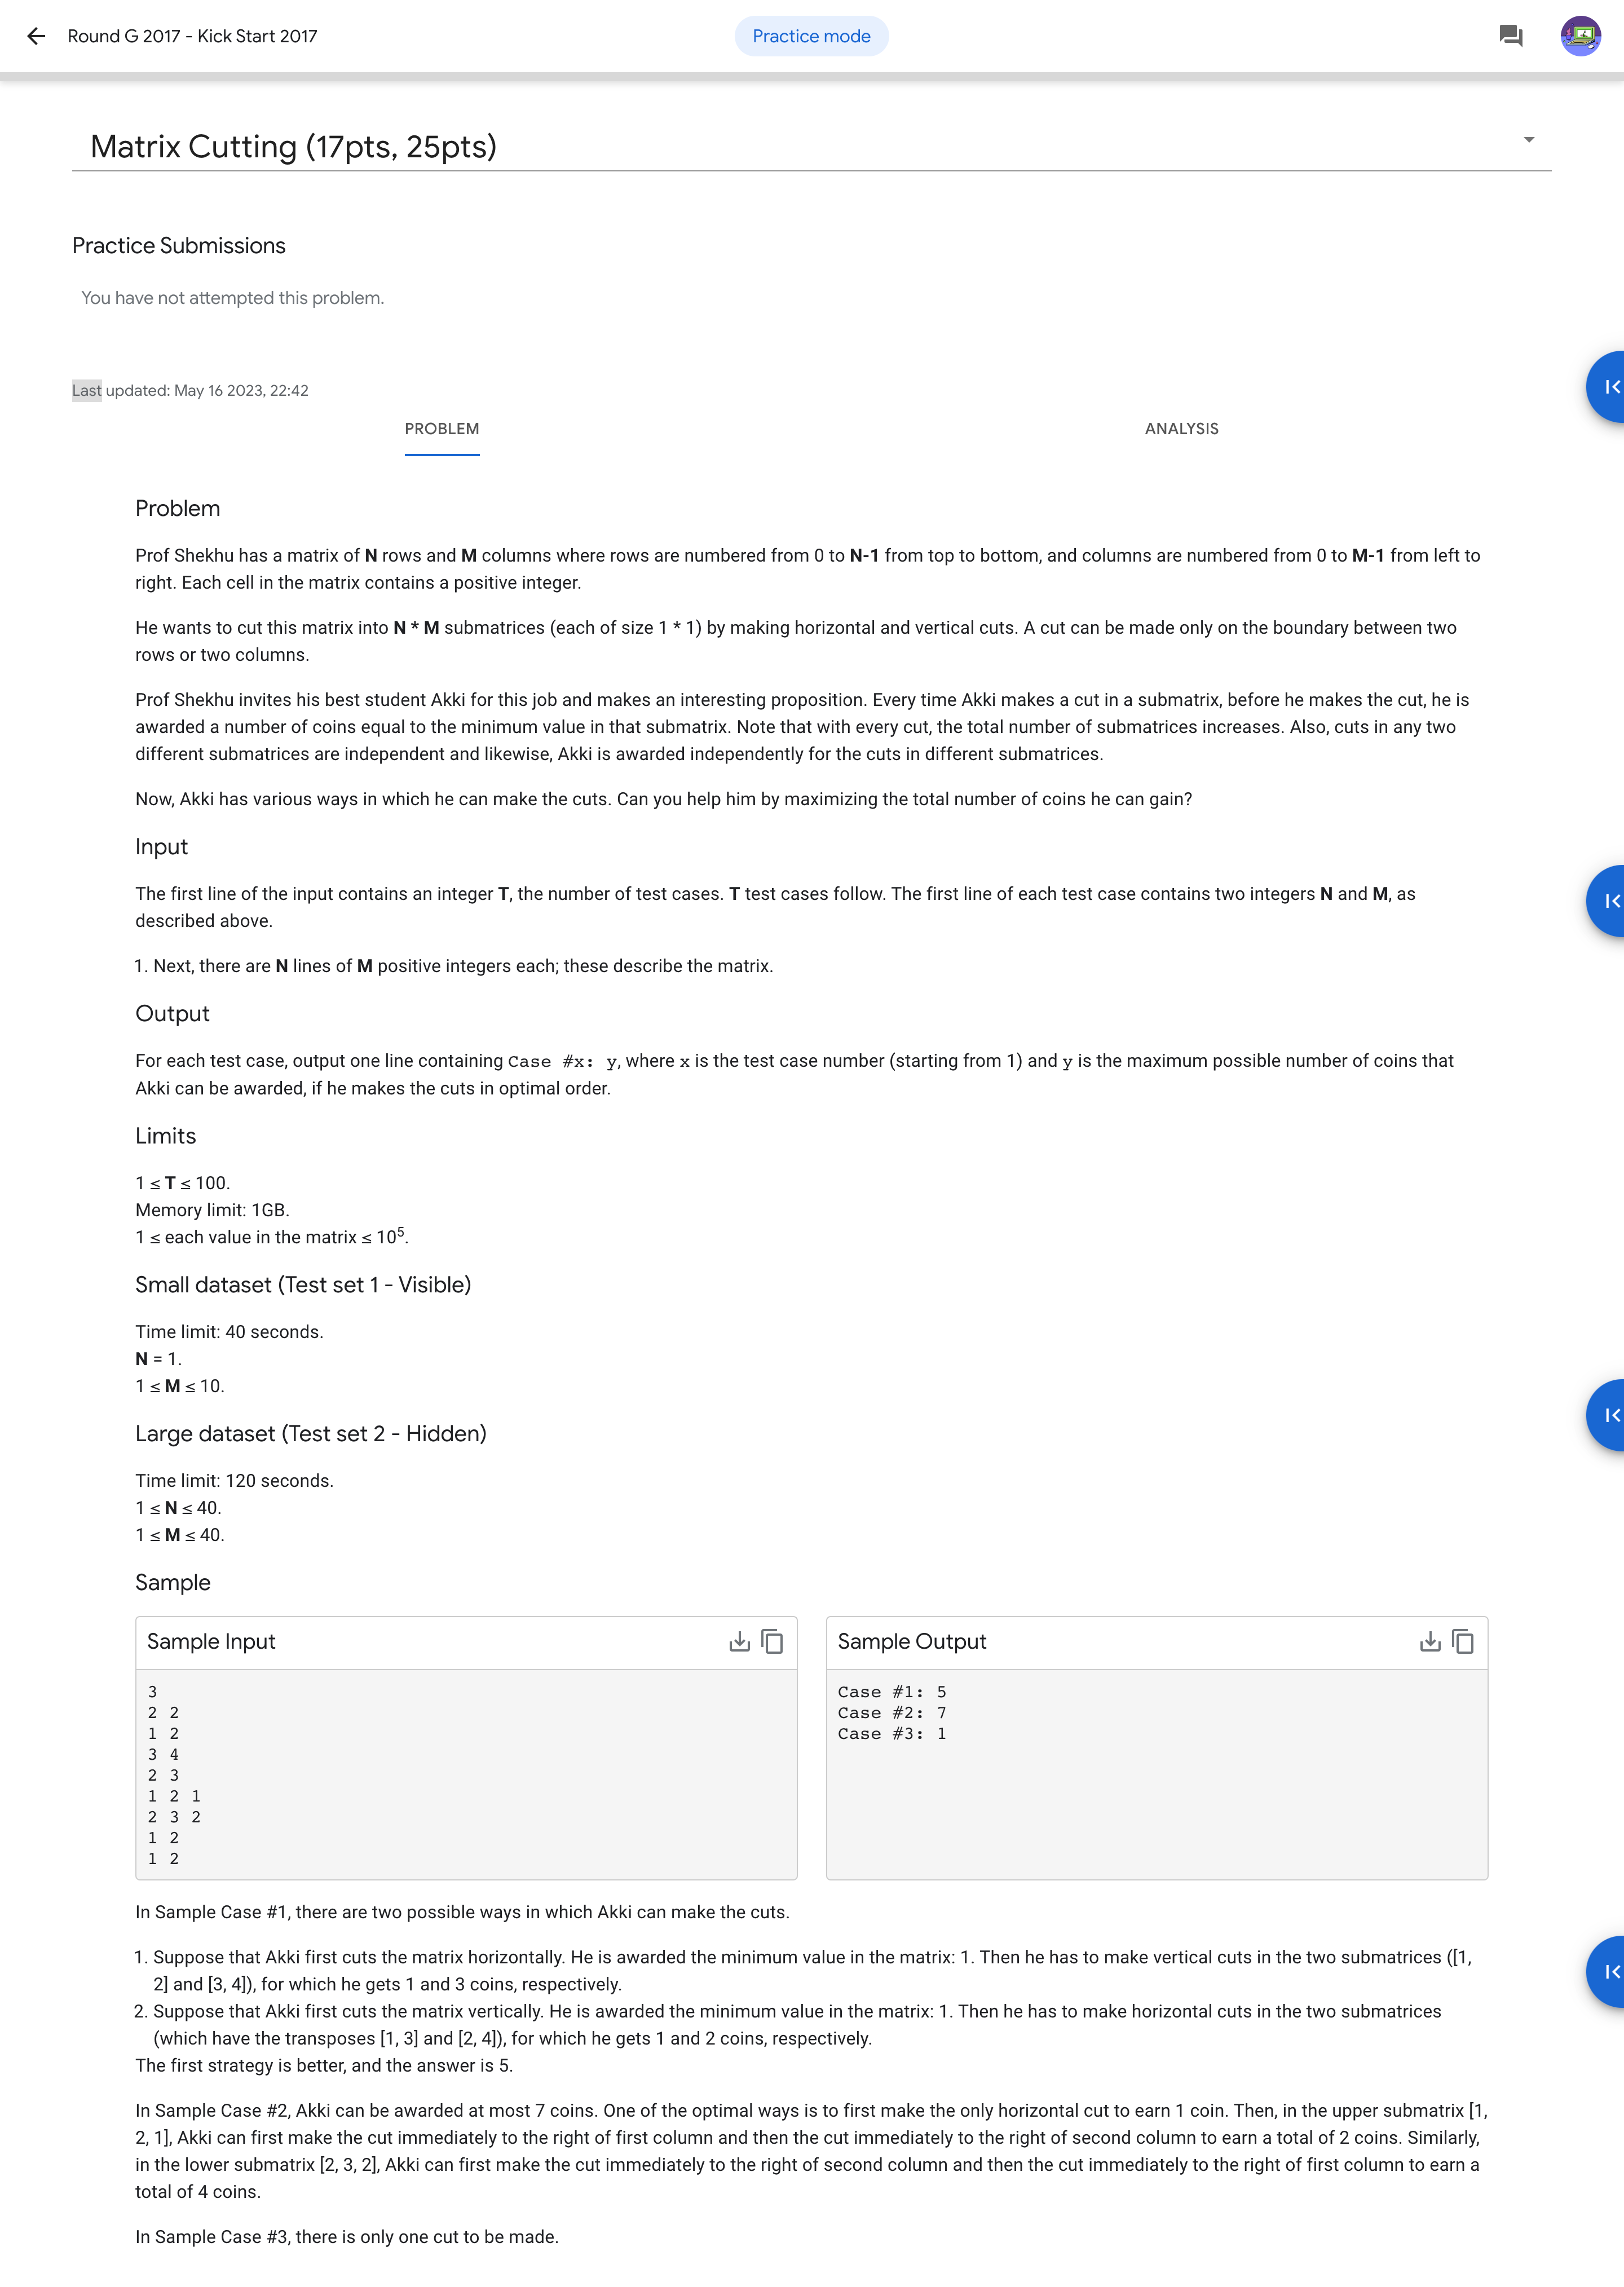 Round G 2017 - Kick Start 2017
Practice mode
Matrix Cutting (17pts, 25pts)
Practice Submissions
You have not attempted this problem.
Last updated: May 16 2023, 22:42
PROBLEM
ANALYSIS
Problem
Prof Shekhu has a matrix of N rows and M columns where rows are numbered from 0 to N-1 from top to bottom, and columns are numbered from 0 to M-1 from left to
right. Each cell in the matrix contains a positive integer.
He wants to cut this matrix into N * M submatrices (each of size 1 * 1) by making horizontal and vertical cuts. A cut can be made only on the boundary between two
rows or two columns.
Prof Shekhu invites his best student Akki for this job and makes an interesting proposition. Every time Akki makes a cut in a submatrix, before he makes the cut, he is
awarded a number of coins equal to the minimum value in that submatrix. Note that with every cut, the total number of submatrices increases. Also, cuts in any two
different submatrices are independent and likewise, Akki is awarded independently for the cuts in different submatrices.
Now, Akki has various ways in which he can make the cuts. Can you help him by maximizing the total number of coins he can gain?
Input
The first line of the input contains an integer T, the number of test cases. T test cases follow. The first line of each test case contains two integers N and M, as
described above.
1. Next, there are N lines of M positive integers each; these describe the matrix.
Output
For each test case, output one line containing Case #x: y, where x is the test case number (starting from 1) and y is the maximum possible number of coins that
Akki can be awarded, if he makes the cuts in optimal order.
Limits
1 ≤ T ≤ 100.
Memory limit: 1GB.
1 ≤ each value in the matrix ≤ 10⁵.
Small dataset (Test set 1 - Visible)
Time limit: 40 seconds.
N = 1.
1 ≤ M ≤ 10.
Large dataset (Test set 2 - Hidden)
Time limit: 120 seconds.
1 ≤ N ≤ 40.
1 ≤ M ≤ 40.
Sample
Sample Input
3
2 2
1 2
3 4
2 3
1 2 1
2 3 2
1 2
1 2
Sample Output
Case #1: 5
Case #2: 7
Case #3: 1
In Sample Case #1, there are two possible ways in which Akki can make the cuts.
1. Suppose that Akki first cuts the matrix horizontally. He is awarded the minimum value in the matrix: 1. Then he has to make vertical cuts in the two submatrices ([1,
2] and [3, 4]), for which he gets 1 and 3 coins, respectively.
2. Suppose that Akki first cuts the matrix vertically. He is awarded the minimum value in the matrix: 1. Then he has to make horizontal cuts in the two submatrices
(which have the transposes [1, 3] and [2, 4]), for which he gets 1 and 2 coins, respectively.
The first strategy is better, and the answer is 5.
In Sample Case #2, Akki can be awarded at most 7 coins. One of the optimal ways is to first make the only horizontal cut to earn 1 coin. Then, in the upper submatrix [1,
2, 1], Akki can first make the cut immediately to the right of first column and then the cut immediately to the right of second column to earn a total of 2 coins. Similarly,
in the lower submatrix [2, 3, 2], Akki can first make the cut immediately to the right of second column and then the cut immediately to the right of first column to earn a
total of 4 coins.
In Sample Case #3, there is only one cut to be made.